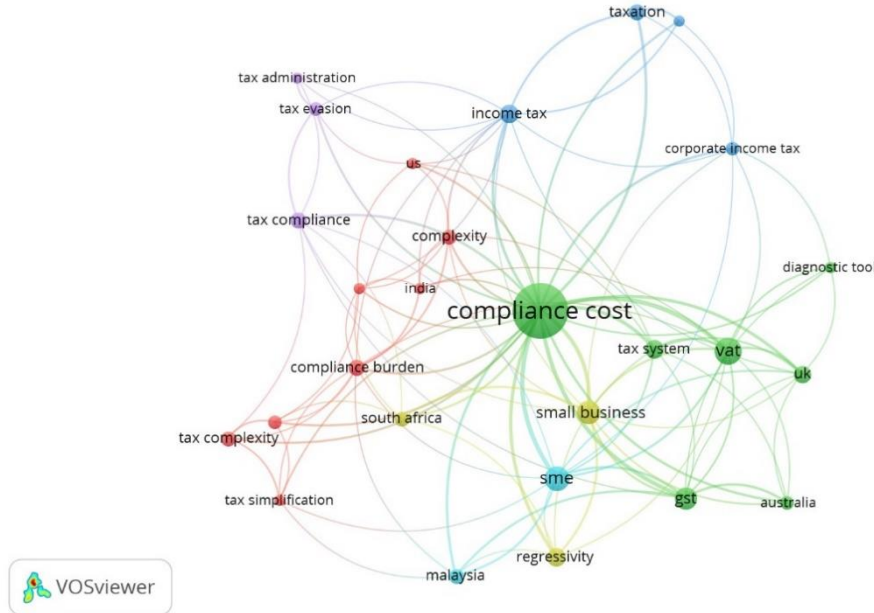 taxation
tax administration
tax evasion
income tax
corporate income tax
us
tax compliance
complexity
diagnostic tool
india
compliance cost
tax system
vat
compliance burden
uk
small business
south africa
tax complexity
sme
tax simplification
gst
australia
regressivity
malaysia
VOSviewer